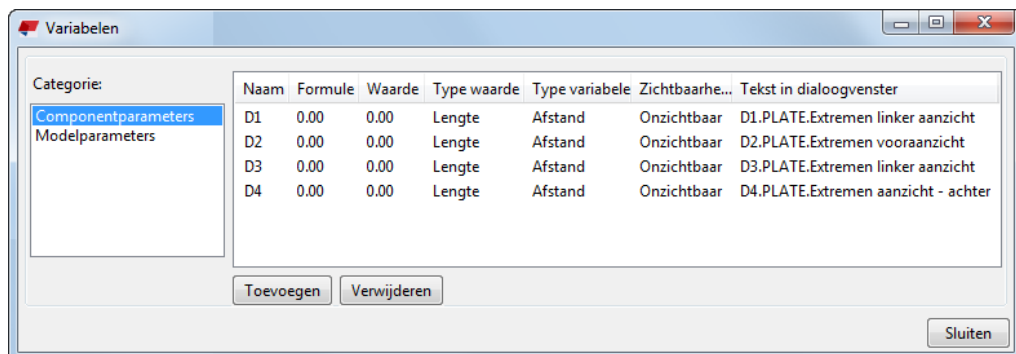 Variabelen
Categorie:
Componentparameters
Modelparameters
Naam Formule Waarde Type waarde Type variabele Zichtbaarhe... Tekst in dialoogvenster
D1 0.00 0.00 Lengte Afstand Onzichtbaar D1.PLATE.Extremen linker aanzicht
D2 0.00 0.00 Lengte Afstand Onzichtbaar D2.PLATE.Extremen vooraanzicht
D3 0.00 0.00 Lengte Afstand Onzichtbaar D3.PLATE.Extremen linker aanzicht
D4 0.00 0.00 Lengte Afstand Onzichtbaar D4.PLATE.Extremen aanzicht - achter
Toevoegen Verwijderen
Sluiten